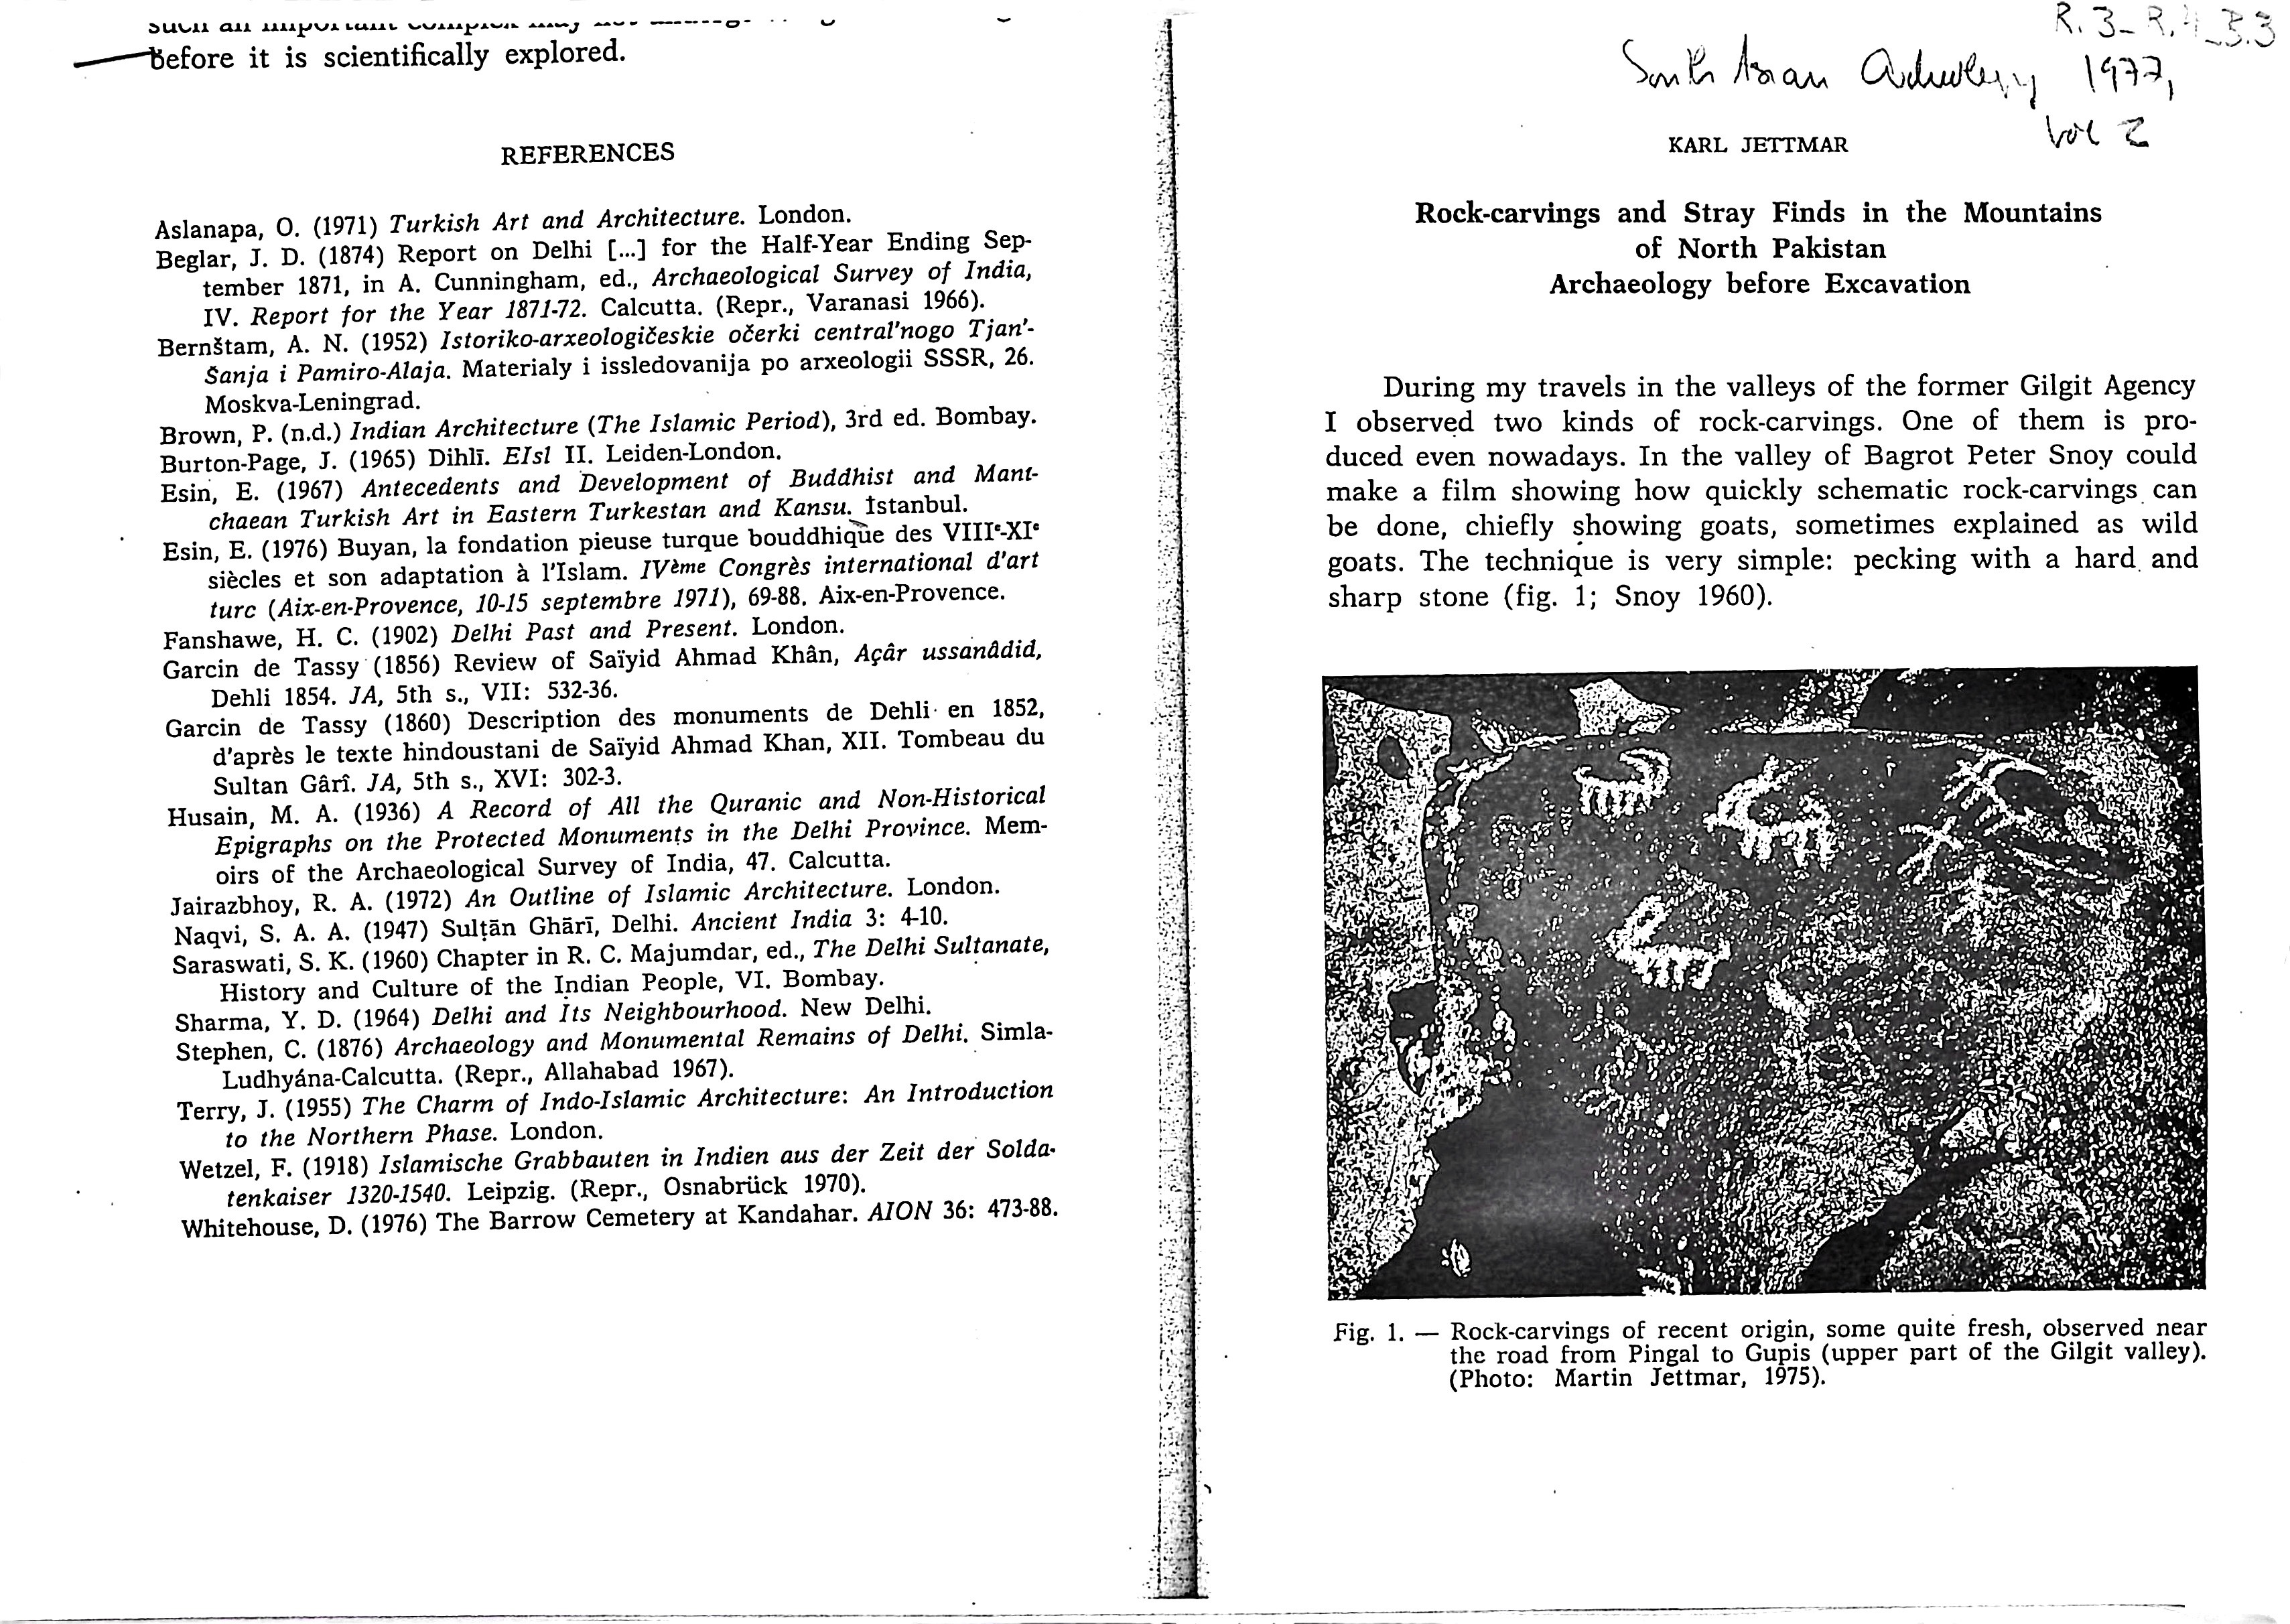 such an important complex may not
before it is scientifically explored.
REFERENCES
Aslanapa, O. (1971) Turkish Art and Architecture. London.
Beglar, J. D. (1874) Report on Delhi [...] for the Half-Year Ending Sep-
tember 1871, in A. Cunningham, ed., Archaeological Survey of India,
IV. Report for the Year 1871-72. Calcutta. (Repr., Varanasi 1966).
Bernštam, A. N. (1952) Istoriko-arxeologičeskie očerki central'nogo Tjan'-
Šanja i Pamiro-Alaja. Materialy i issledovanija po arxeologii SSSR, 26.
Moskva-Leningrad.
Brown, P. (n.d.) Indian Architecture (The Islamic Period), 3rd ed. Bombay.
Burton-Page, J. (1965) Dihlī. EIsl II. Leiden-London.
Esin, E. (1967) Antecedents and Development of Buddhist and Mani-
chaean Turkish Art in Eastern Turkestan and Kansu. İstanbul.
Esin, E. (1976) Buyan, la fondation pieuse turque bouddhique des VIIIe-XIe
siècles et son adaptation à l'Islam. IVème Congrès international d'art
turc (Aix-en-Provence, 10-15 septembre 1971), 69-88. Aix-en-Provence.
Fanshawe, H. C. (1902) Delhi Past and Present. London.
Garcin de Tassy (1856) Review of Saïyid Ahmad Khân, Açâr ussanâdid,
Dehli 1854. JA, 5th s., VII: 532-36.
Garcin de Tassy (1860) Description des monuments de Dehli en 1852,
d'après le texte hindoustani de Saïyid Ahmad Khan, XII. Tombeau du
Sultan Gârî. JA, 5th s., XVI: 302-3.
Husain, M. A. (1936) A Record of All the Quranic and Non-Historical
Epigraphs on the Protected Monuments in the Delhi Province. Mem-
oirs of the Archaeological Survey of India, 47. Calcutta.
Jairazbhoy, R. A. (1972) An Outline of Islamic Architecture. London.
Naqvi, S. A. A. (1947) Sulṭān Ghārī, Delhi. Ancient India 3: 4-10.
Saraswati, S. K. (1960) Chapter in R. C. Majumdar, ed., The Delhi Sultanate,
History and Culture of the Indian People, VI. Bombay.
Sharma, Y. D. (1964) Delhi and Its Neighbourhood. New Delhi.
Stephen, C. (1876) Archaeology and Monumental Remains of Delhi. Simla-
Ludhyána-Calcutta. (Repr., Allahabad 1967).
Terry, J. (1955) The Charm of Indo-Islamic Architecture: An Introduction
to the Northern Phase. London.
Wetzel, F. (1918) Islamische Grabbauten in Indien aus der Zeit der Solda-
tenkaiser 1320-1540. Leipzig. (Repr., Osnabrück 1970).
Whitehouse, D. (1976) The Barrow Cemetery at Kandahar. AION 36: 473-88.
R. 3_ R. 4_3.3
South Asian Archaeology 1977,
Vol 2
KARL JETTMAR
Rock-carvings and Stray Finds in the Mountains
of North Pakistan
Archaeology before Excavation
During my travels in the valleys of the former Gilgit Agency
I observed two kinds of rock-carvings. One of them is pro-
duced even nowadays. In the valley of Bagrot Peter Snoy could
make a film showing how quickly schematic rock-carvings can
be done, chiefly showing goats, sometimes explained as wild
goats. The technique is very simple: pecking with a hard and
sharp stone (fig. 1; Snoy 1960).
Fig. 1. — Rock-carvings of recent origin, some quite fresh, observed near
the road from Pingal to Gupis (upper part of the Gilgit valley).
(Photo: Martin Jettmar, 1975).